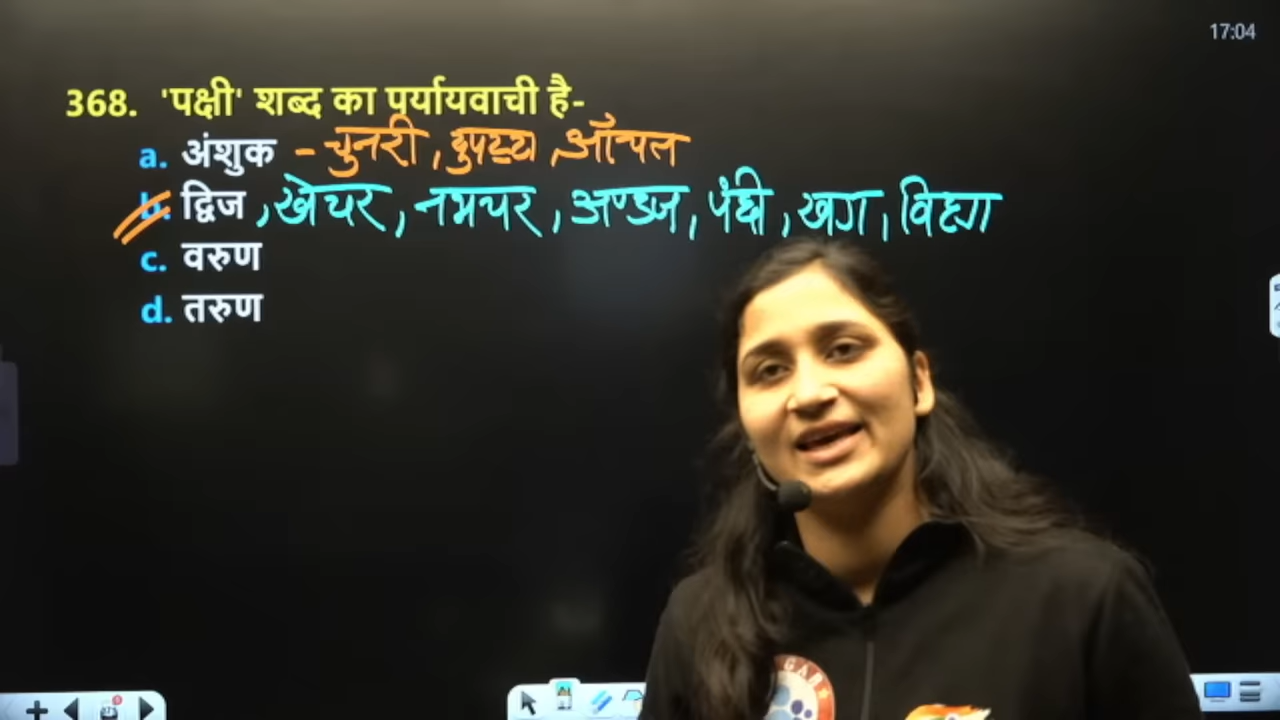 17:04
368. 'पक्षी' शब्द का पर्यायवाची है-
a. अंशुक - चुनरी, दुपट्टा, आँचल
b. द्विज, खेचर, नभचर, अण्डज, पंछी, खग, विहग
c. वरुण
d. तरुण